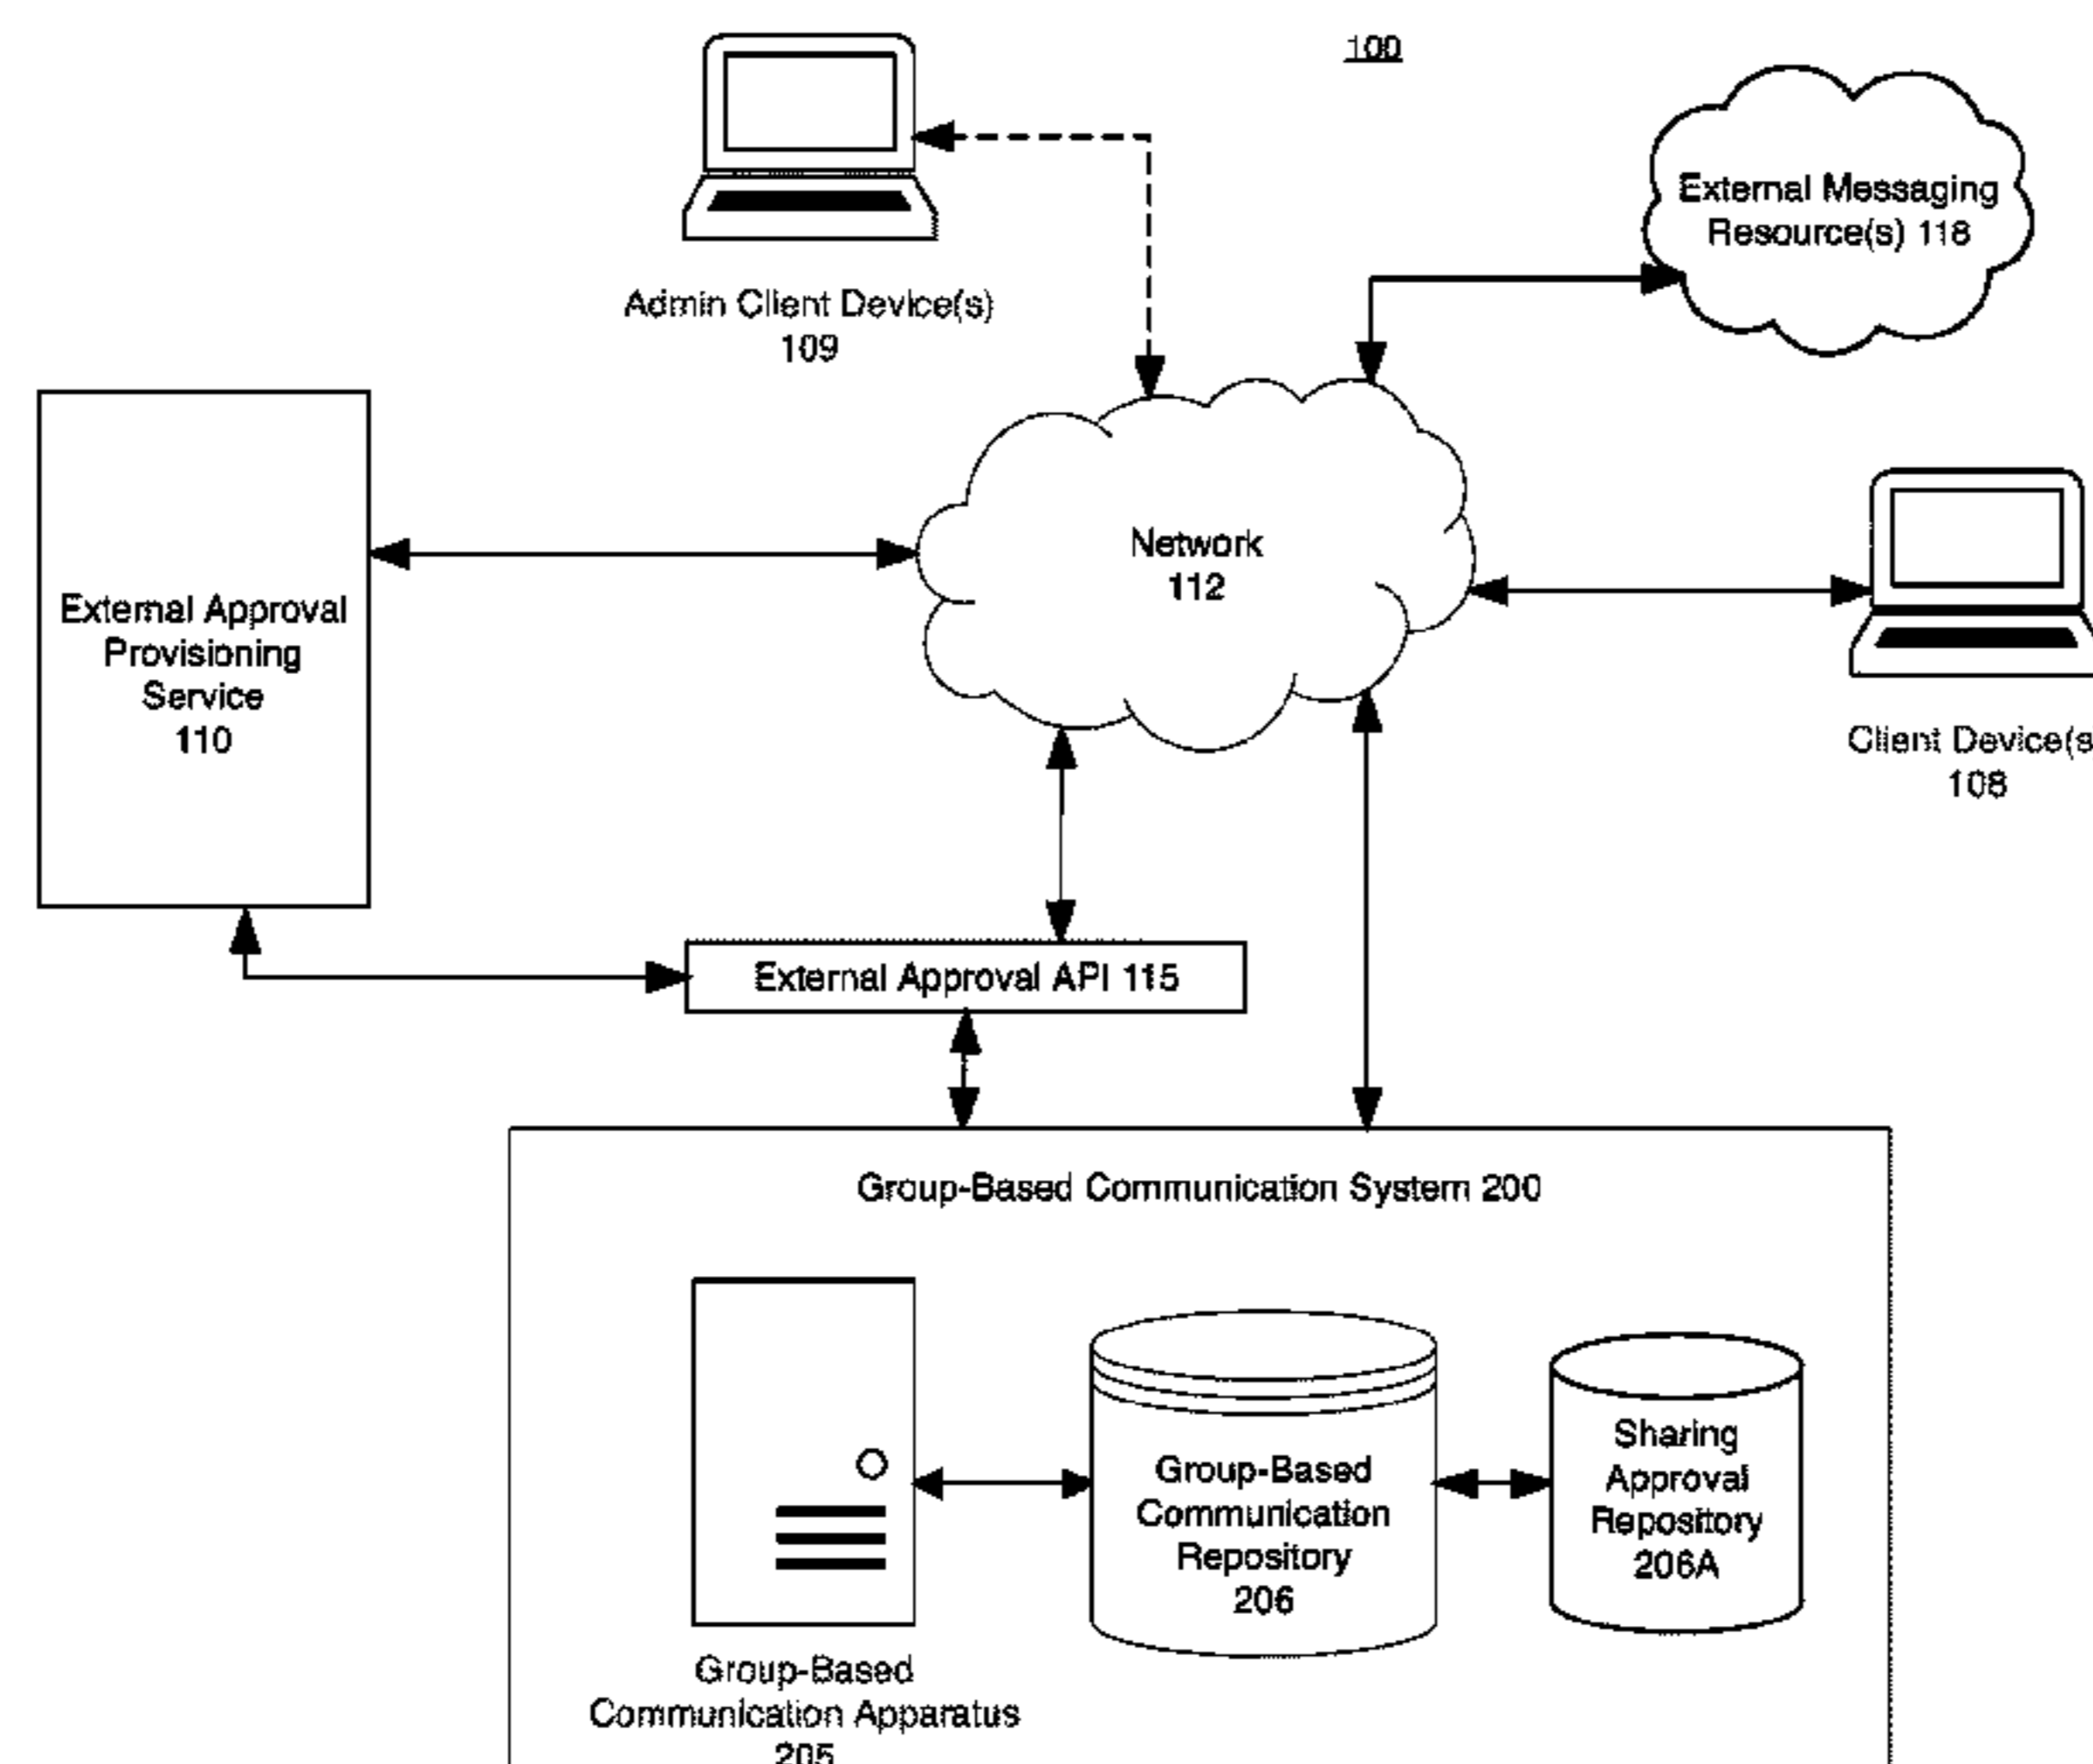 100
External Messaging
Resource(s) 118
Admin Client Device(s)
109
Network
112
External Approval
Provisioning
Service
110
Client Device(s
108
External Approval API 115
Group-Based Communication System 200
Group-Based
Communication
Repository
206
Sharing
Approval
Repository
206A
Group-Based
Communication Apparatus
205